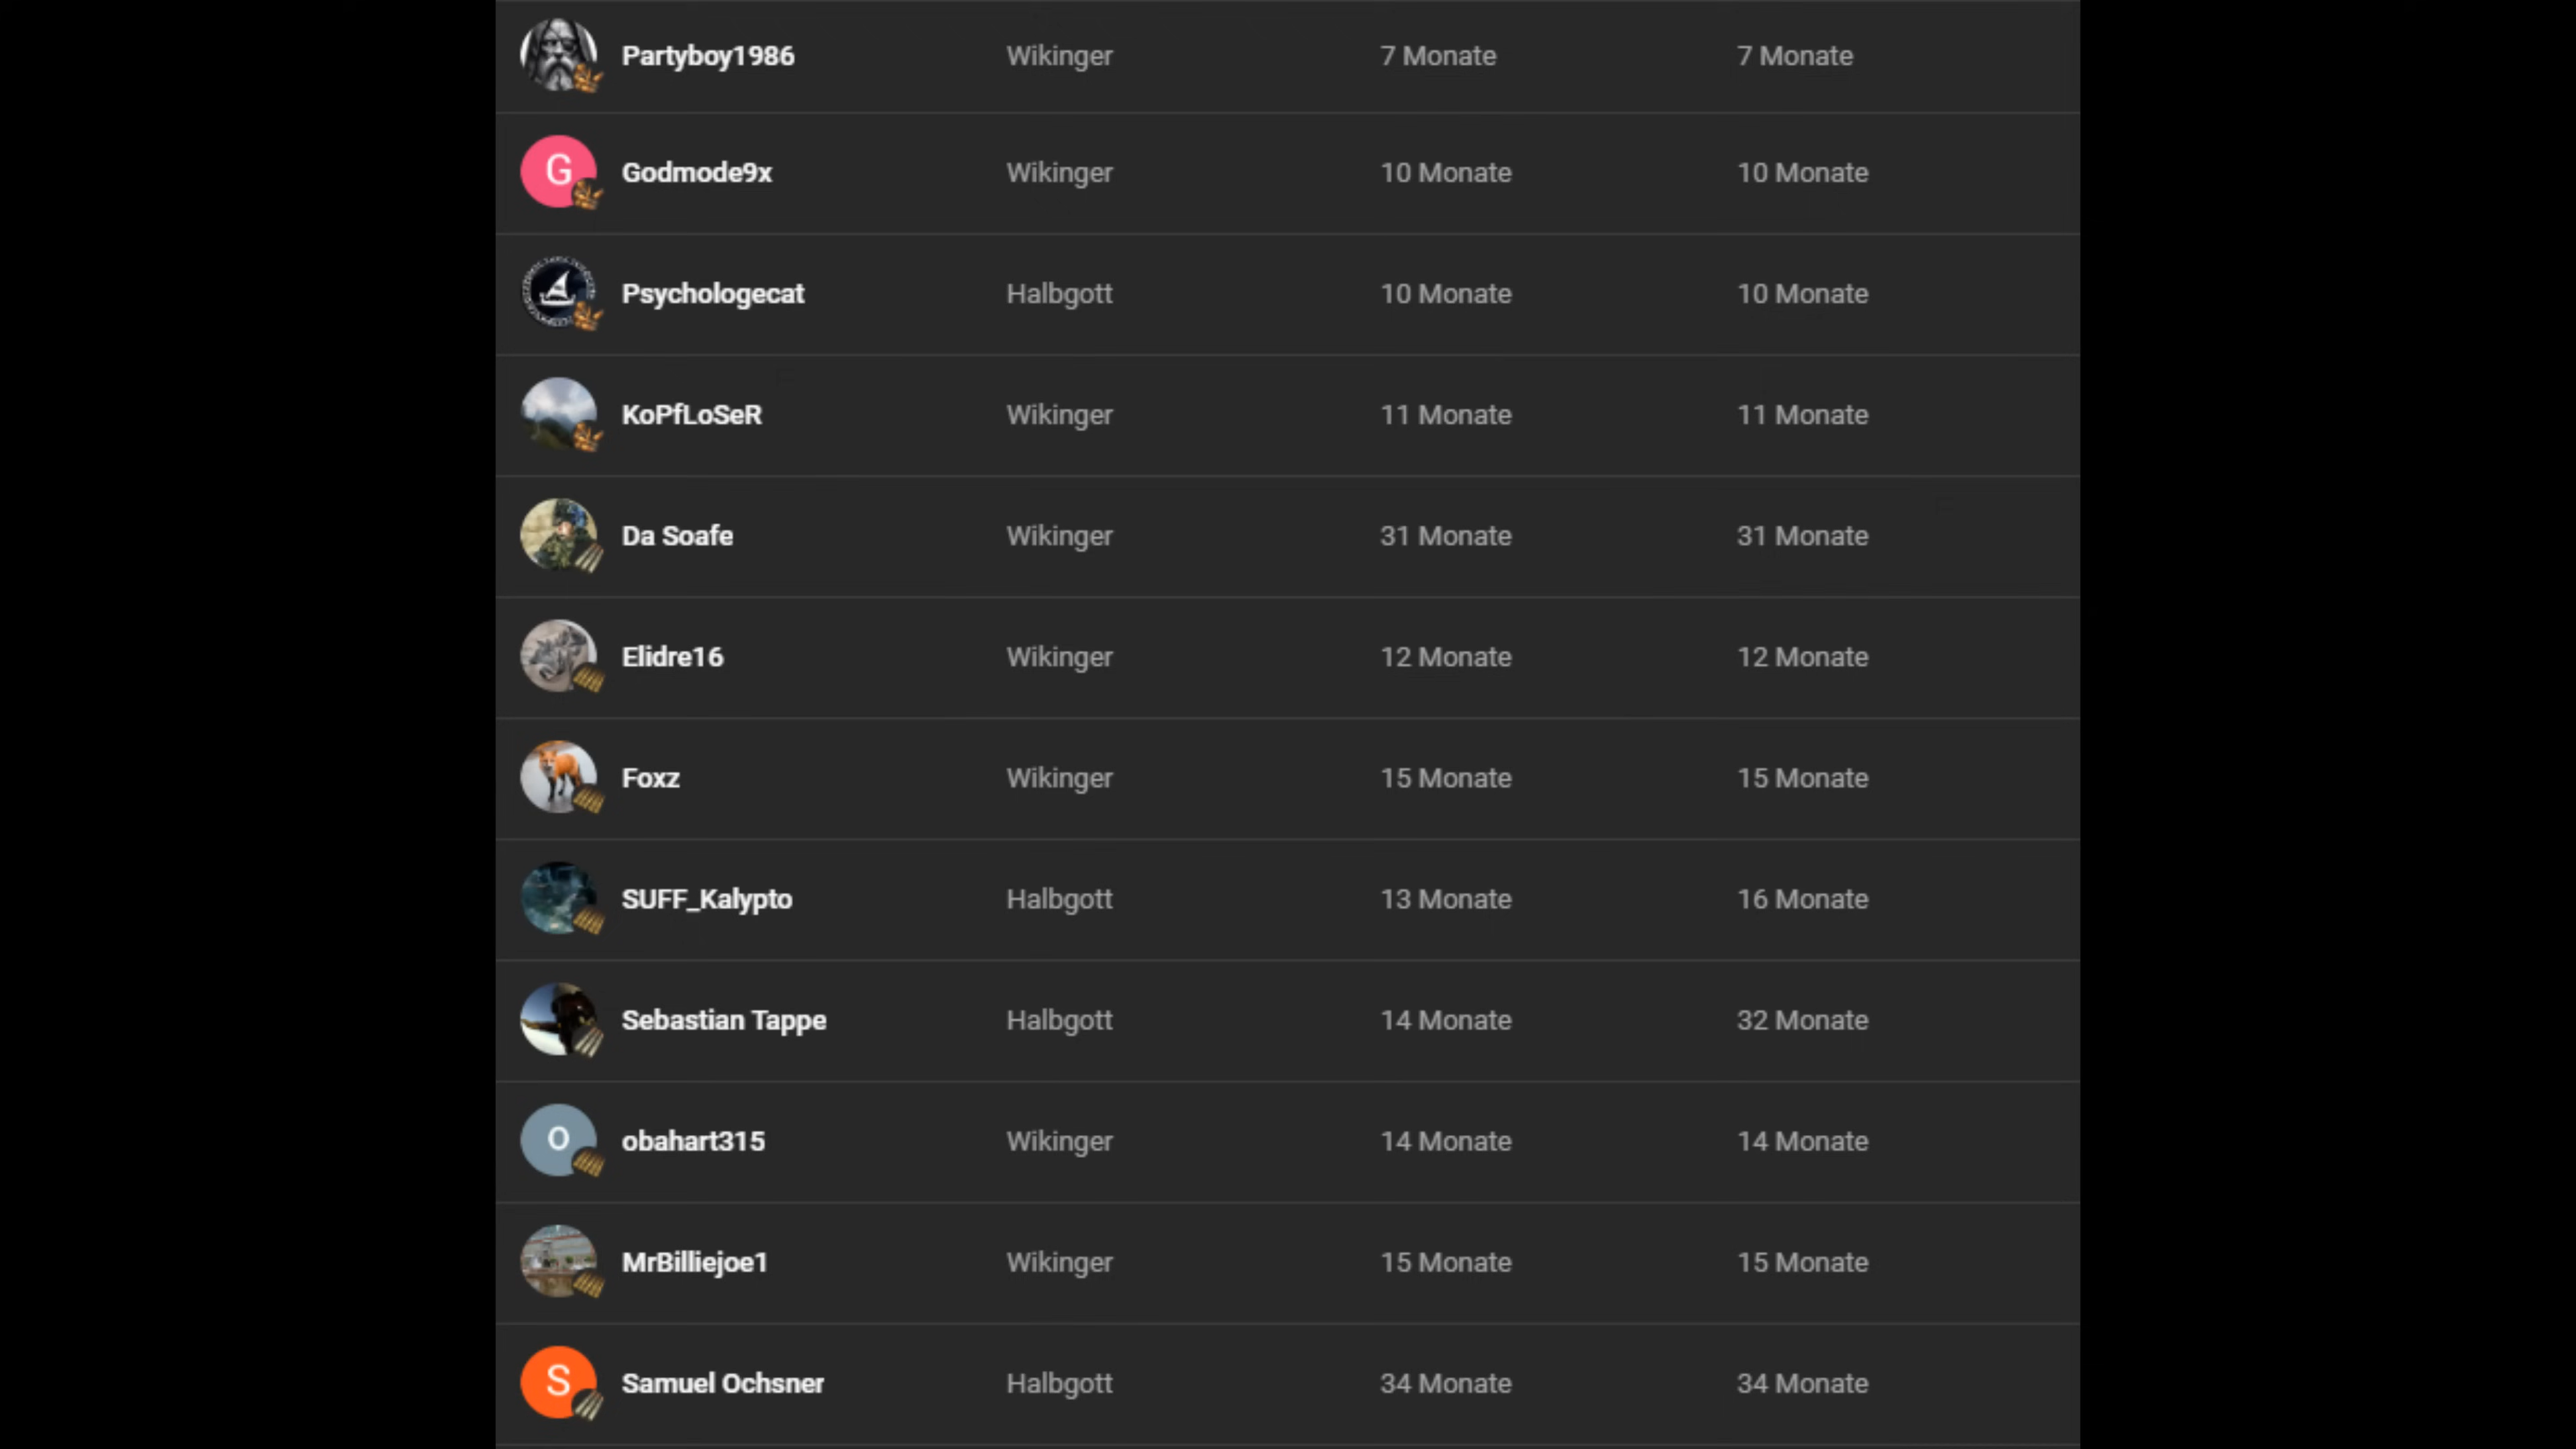 Partyboy1986 Wikinger 7 Monate 7 Monate
G Godmode9x Wikinger 10 Monate 10 Monate
Psychologecat Halbgott 10 Monate 10 Monate
KoPfLoSeR Wikinger 11 Monate 11 Monate
Da Soafe Wikinger 31 Monate 31 Monate
Elidre16 Wikinger 12 Monate 12 Monate
Foxz Wikinger 15 Monate 15 Monate
SUFF_Kalypto Halbgott 13 Monate 16 Monate
Sebastian Tappe Halbgott 14 Monate 32 Monate
o obahart315 Wikinger 14 Monate 14 Monate
MrBilliejoe1 Wikinger 15 Monate 15 Monate
S Samuel Ochsner Halbgott 34 Monate 34 Monate